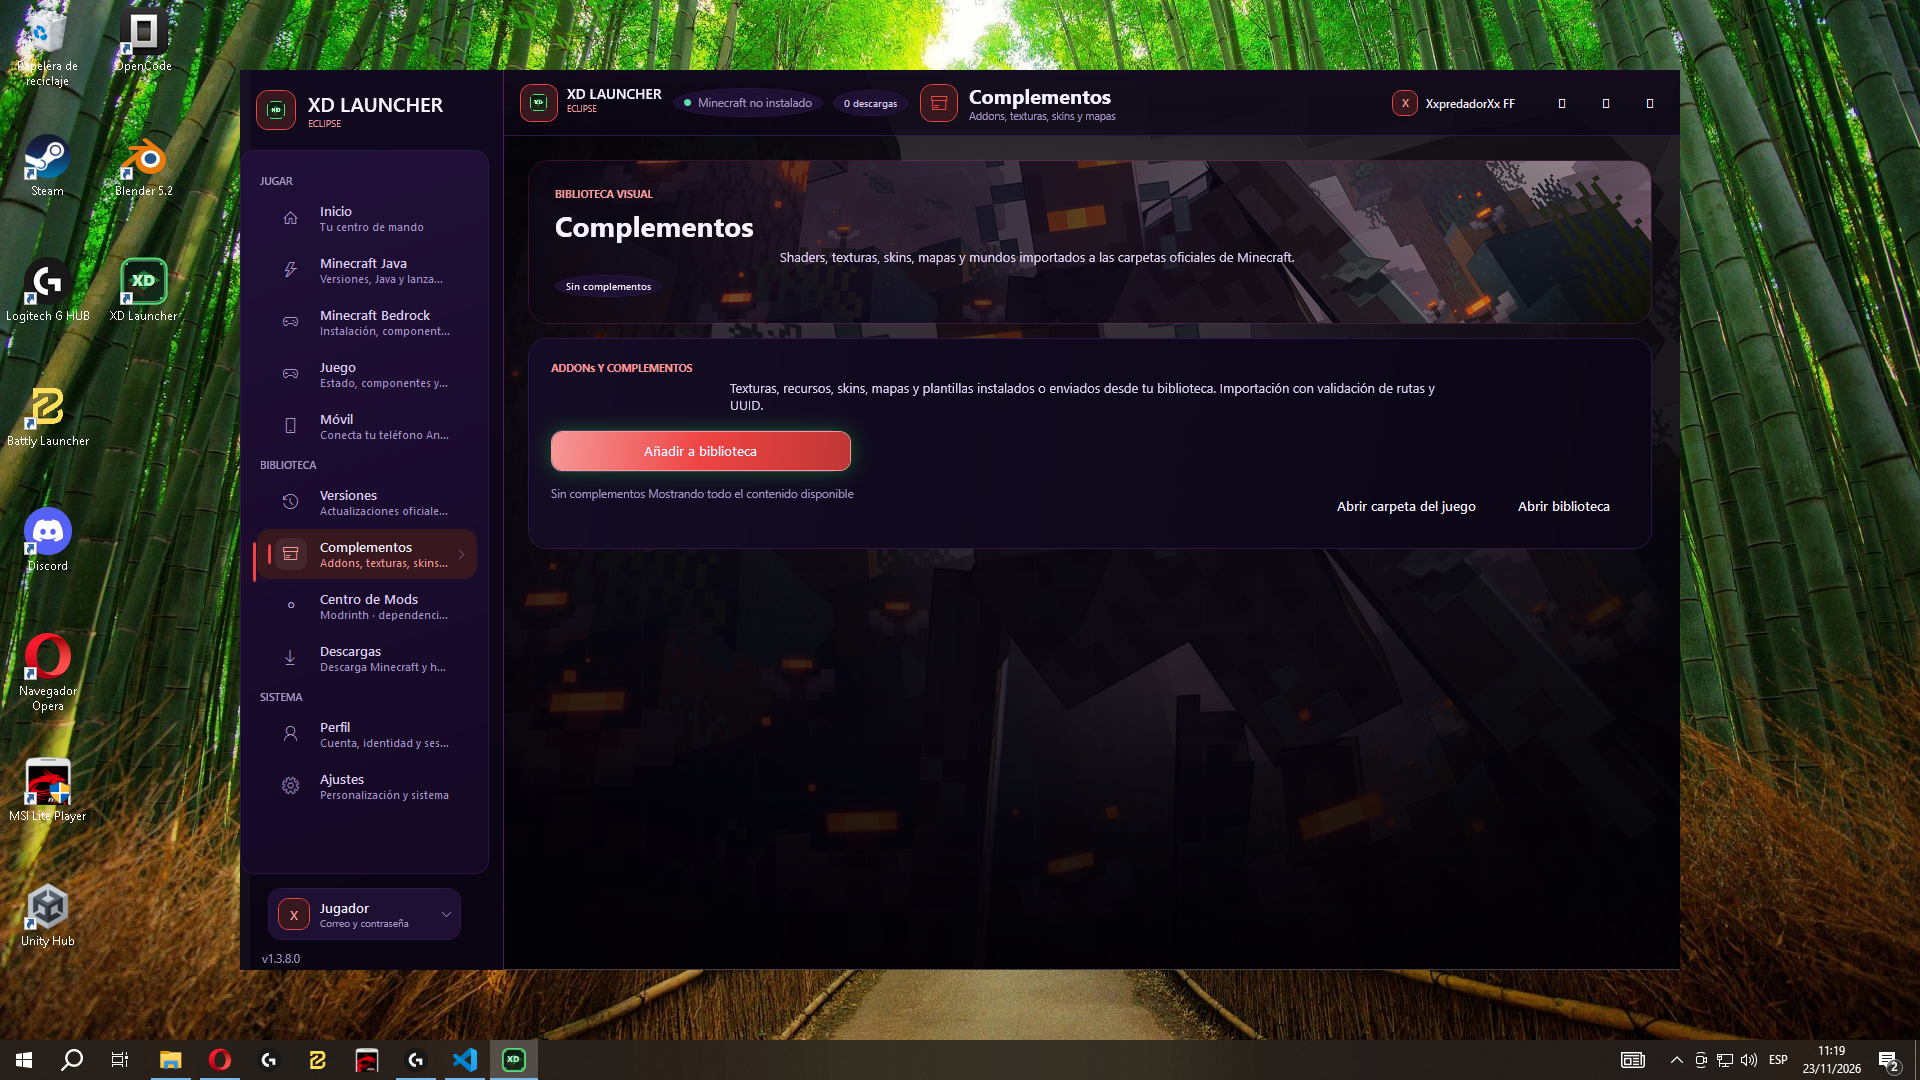 Papelera de
reciclaje
OpenCode
Steam
Blender 5.2
Logitech G HUB
XD
XD Launcher
Battly Launcher
Discord
Navegador
Opera
MSI Lite Player
Unity Hub
XD
XD LAUNCHER
ECLIPSE
JUGAR
Inicio
Tu centro de mando
Minecraft Java
Versiones, Java y lanza...
Minecraft Bedrock
Instalación, component...
Juego
Estado, componentes y...
Móvil
Conecta tu teléfono An...
BIBLIOTECA
Versiones
Actualizaciones oficiale...
Complementos
Addons, texturas, skins...
Centro de Mods
Modrinth · dependenci...
Descargas
Descarga Minecraft y h...
SISTEMA
Perfil
Cuenta, identidad y ses...
Ajustes
Personalización y sistema
X
Jugador
Correo y contraseña
v1.3.8.0
XD
XD LAUNCHER
ECLIPSE
Minecraft no instalado
0 descargas
Complementos
Addons, texturas, skins y mapas
X
XxpredadorXx FF
BIBLIOTECA VISUAL
Complementos
Shaders, texturas, skins, mapas y mundos importados a las carpetas oficiales de Minecraft.
Sin complementos
ADDONs Y COMPLEMENTOS
Texturas, recursos, skins, mapas y plantillas instalados o enviados desde tu biblioteca. Importación con validación de rutas y
UUID.
Añadir a biblioteca
Sin complementos Mostrando todo el contenido disponible
Abrir carpeta del juego
Abrir biblioteca
XD
ESP
11:19
23/11/2026
2